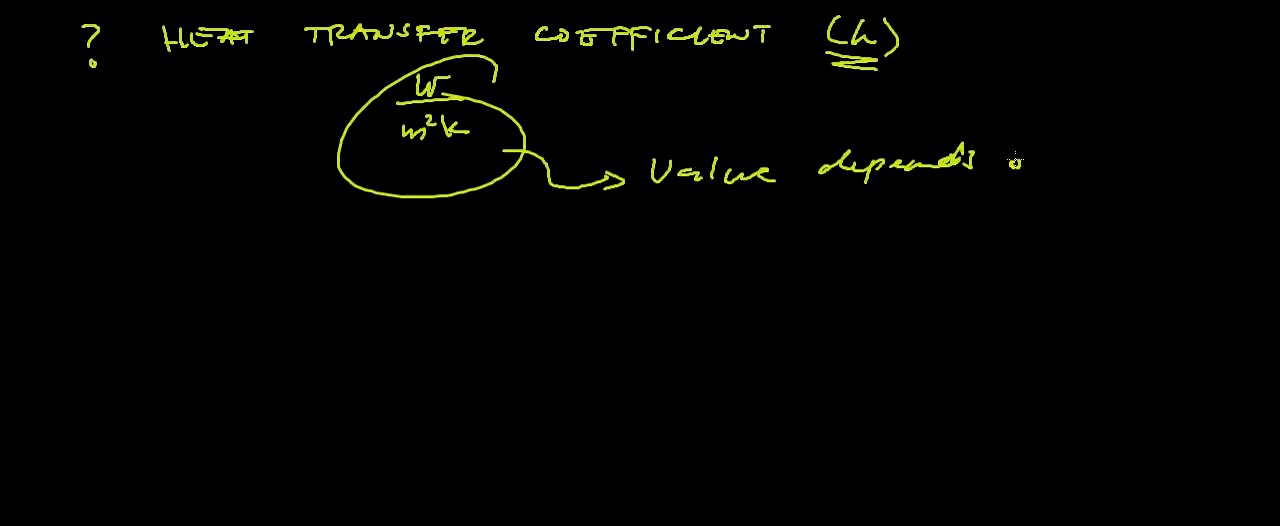 ? HEAT TRANSFER COEFFICIENT (h)
W
m²K
Value depends o